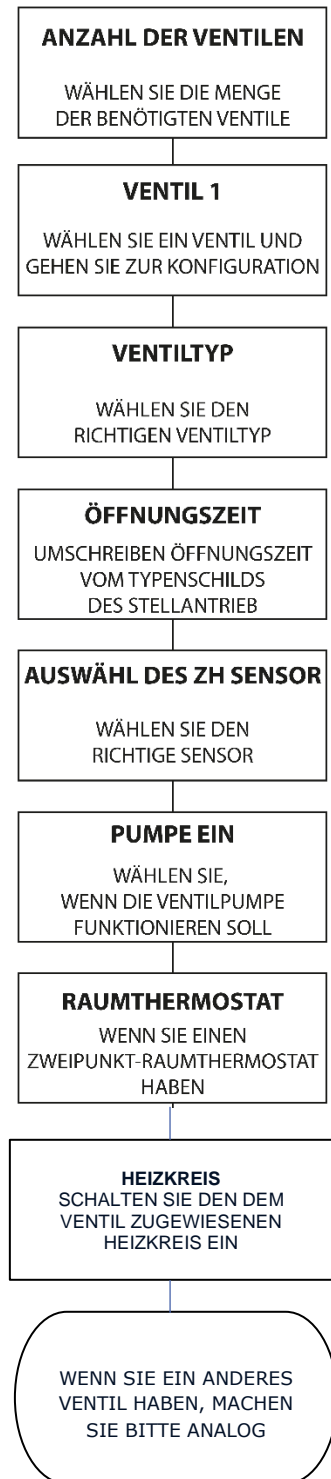 ANZAHL DER VENTILEN
WÄHLEN SIE DIE MENGE
DER BENÖTIGTEN VENTILE
VENTIL 1
WÄHLEN SIE EIN VENTIL UND
GEHEN SIE ZUR KONFIGURATION
VENTILTYP
WÄHLEN SIE DEN
RICHTIGEN VENTILTYP
ÖFFNUNGSZEIT
UMSCHREIBEN ÖFFNUNGSZEIT
VOM TYPENSCHILDS
DES STELLANTRIEB
AUSWÄHL DES ZH SENSOR
WÄHLEN SIE DEN
RICHTIGE SENSOR
PUMPE EIN
WÄHLEN SIE,
WENN DIE VENTILPUMPE
FUNKTIONIEREN SOLL
RAUMTHERMOSTAT
WENN SIE EINEN
ZWEIPUNKT-RAUMTHERMOSTAT
HABEN
HEIZKREIS
SCHALTEN SIE DEN DEM
VENTIL ZUGEWIESENEN
HEIZKREIS EIN
WENN SIE EIN ANDERES
VENTIL HABEN, MACHEN
SIE BITTE ANALOG